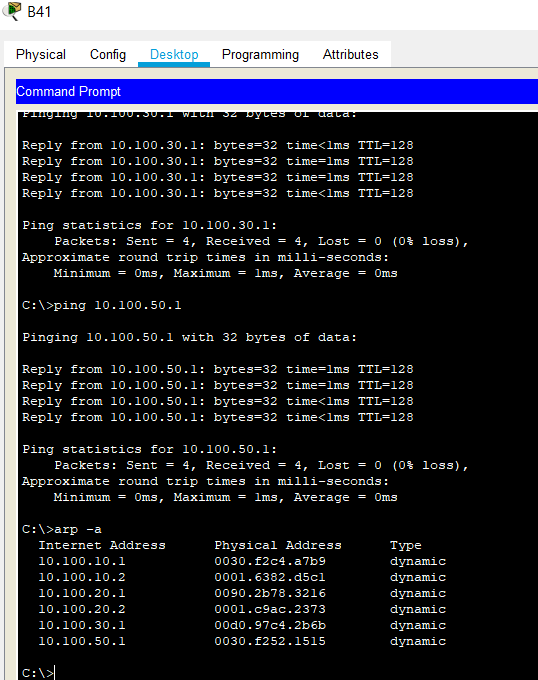 B41
Physical Config Desktop Programming Attributes
Command Prompt
Pinging 10.100.30.1 with 32 bytes of data:
Reply from 10.100.30.1: bytes=32 time<1ms TTL=128
Reply from 10.100.30.1: bytes=32 time<1ms TTL=128
Reply from 10.100.30.1: bytes=32 time<1ms TTL=128
Reply from 10.100.30.1: bytes=32 time<1ms TTL=128
Ping statistics for 10.100.30.1:
Packets: Sent = 4, Received = 4, Lost = 0 (0% loss),
Approximate round trip times in milli-seconds:
Minimum = 0ms, Maximum = 1ms, Average = 0ms
C:\>ping 10.100.50.1
Pinging 10.100.50.1 with 32 bytes of data:
Reply from 10.100.50.1: bytes=32 time=1ms TTL=128
Reply from 10.100.50.1: bytes=32 time<1ms TTL=128
Reply from 10.100.50.1: bytes=32 time<1ms TTL=128
Reply from 10.100.50.1: bytes=32 time<1ms TTL=128
Ping statistics for 10.100.50.1:
Packets: Sent = 4, Received = 4, Lost = 0 (0% loss),
Approximate round trip times in milli-seconds:
Minimum = 0ms, Maximum = 1ms, Average = 0ms
C:\>arp -a
Internet Address Physical Address Type
10.100.10.1 0030.f2c4.a7b9 dynamic
10.100.10.2 0001.6382.d5c1 dynamic
10.100.20.1 0090.2b78.3216 dynamic
10.100.20.2 0001.c9ac.2373 dynamic
10.100.30.1 00d0.97c4.2b6b dynamic
10.100.50.1 0030.f252.1515 dynamic
C:\>